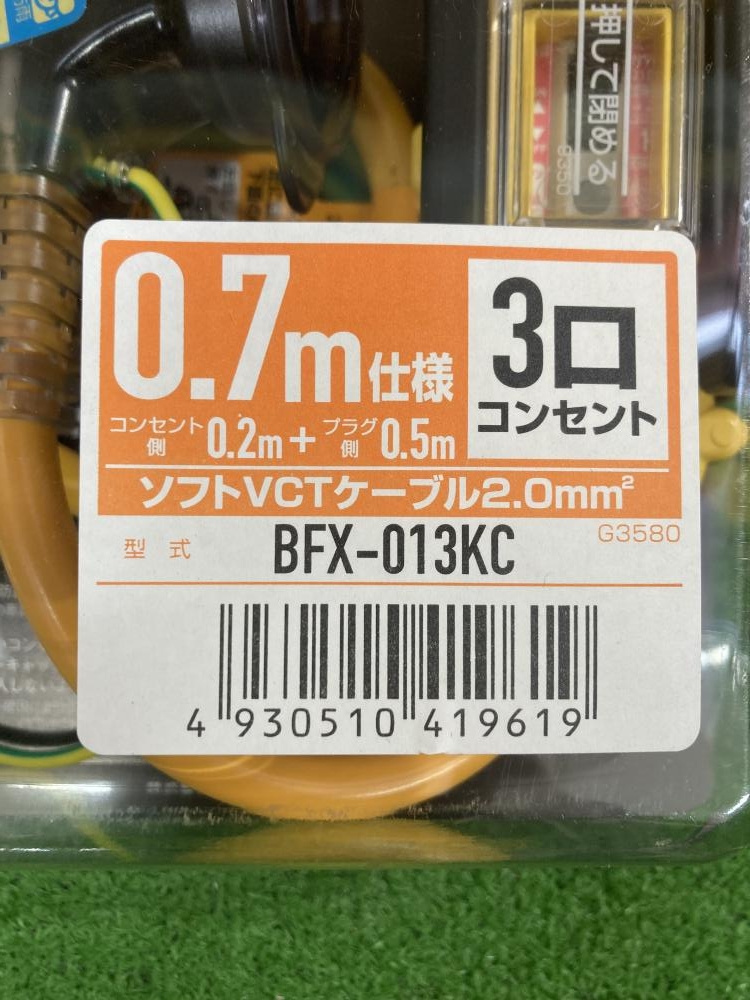 押して閉める
0.7m仕様
3口
コンセント
コンセント側 0.2m + プラグ側 0.5m
ソフトVCTケーブル2.0mm²
型式 BFX-013KC
G3580
4 930510 419619